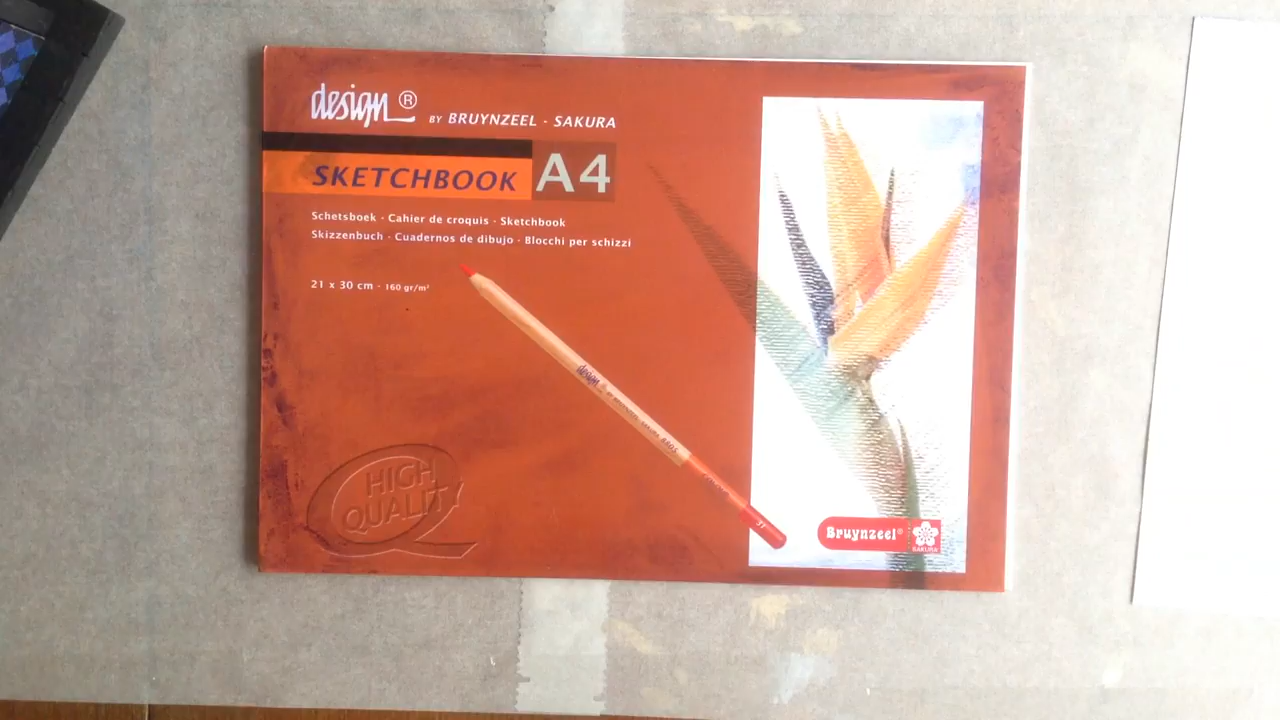 design®
BY BRUYNZEEL - SAKURA
SKETCHBOOK A4
Schetsboek - Cahier de croquis - Sketchbook
Skizzenbuch - Cuadernos de dibujo - Blocchi per schizzi
21 x 30 cm - 160 gr/m²
design
37
HIGH
QUALITY
Bruynzeel®
SAKURA